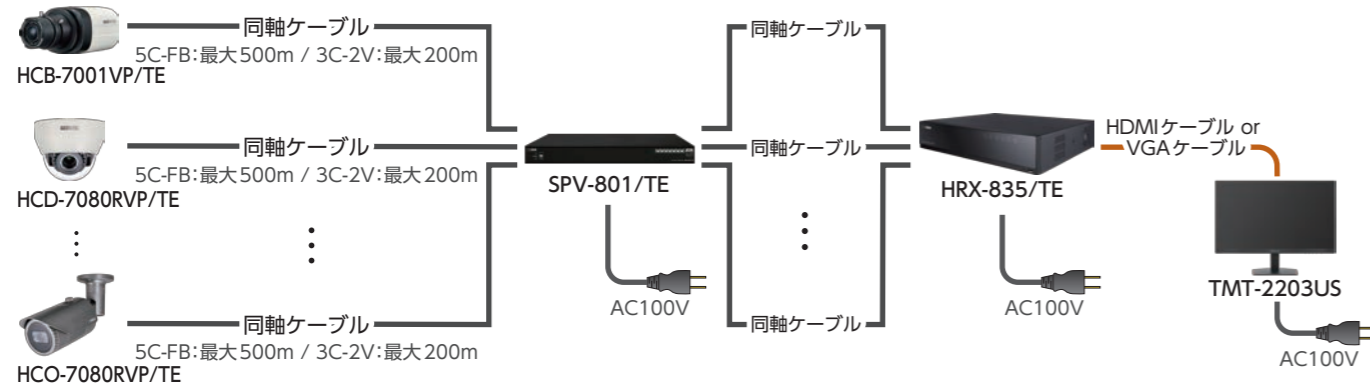 同軸ケーブル
5C-FB:最大500m / 3C-2V:最大200m
HCB-7001VP/TE
同軸ケーブル
5C-FB:最大500m / 3C-2V:最大200m
HCD-7080RVP/TE
同軸ケーブル
5C-FB:最大500m / 3C-2V:最大200m
HCO-7080RVP/TE
SPV-801/TE
AC100V
同軸ケーブル
同軸ケーブル
同軸ケーブル
HRX-835/TE
AC100V
HDMIケーブル or
VGAケーブル
TMT-2203US
AC100V